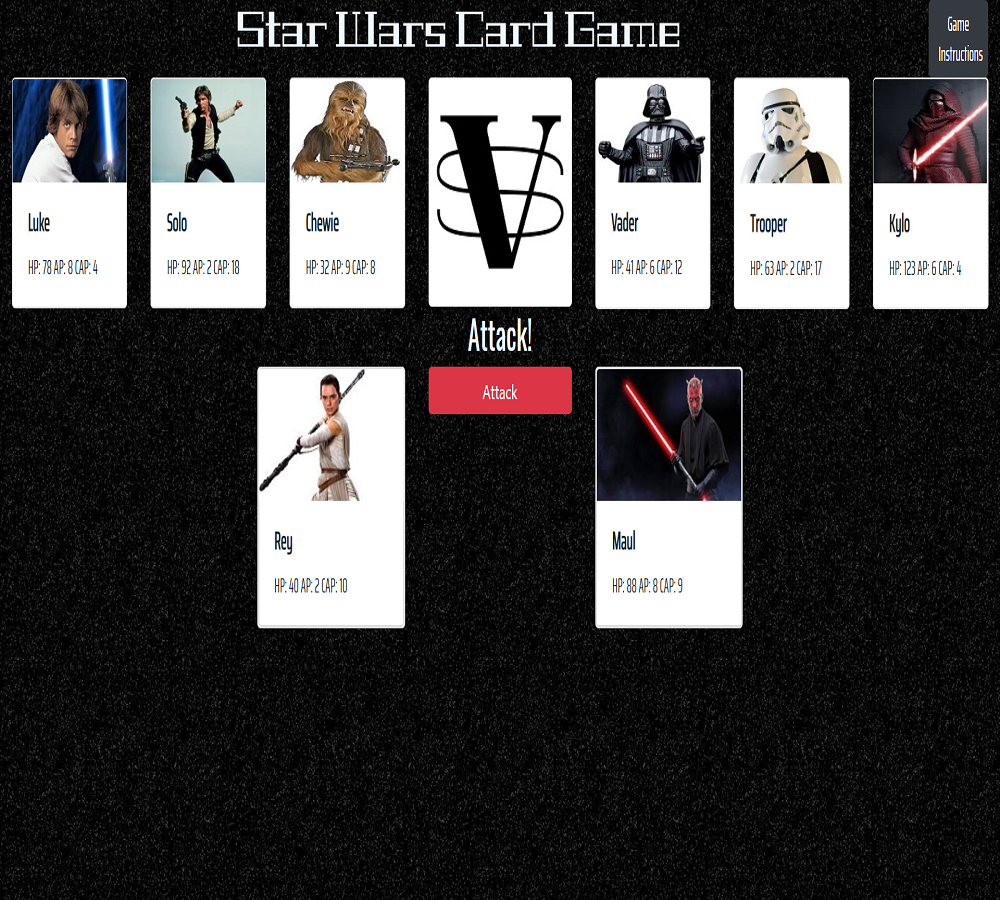 Star Wars Card Game
Game
Instructions
Luke
HP: 78 AP: 8 CAP: 4
Solo
HP: 92 AP: 2 CAP: 18
Chewie
HP: 32 AP: 9 CAP: 8
VS
Vader
HP: 41 AP: 6 CAP: 12
Trooper
HP: 63 AP: 2 CAP: 17
Kylo
HP: 123 AP: 6 CAP: 4
Attack!
Attack
Rey
HP: 40 AP: 2 CAP: 10
Maul
HP: 88 AP: 8 CAP: 9